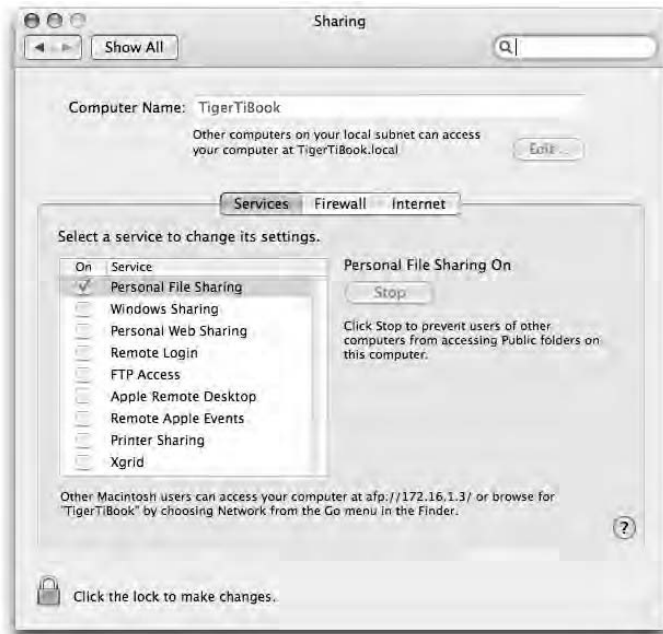 Sharing
Show All
Computer Name: TigerTiBook
Other computers on your local subnet can access
your computer at TigerTiBook.local
Edit...
Services Firewall Internet
Select a service to change its settings.
On Service
Personal File Sharing
Windows Sharing
Personal Web Sharing
Remote Login
FTP Access
Apple Remote Desktop
Remote Apple Events
Printer Sharing
Xgrid
Personal File Sharing On
Stop
Click Stop to prevent users of other
computers from accessing Public folders on
this computer.
Other Macintosh users can access your computer at afp://172.16.1.3/ or browse for
"TigerTiBook" by choosing Network from the Go menu in the Finder.
?
Click the lock to make changes.